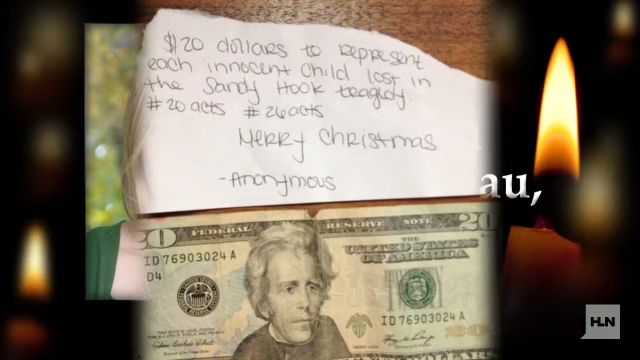 $20 dollars to represent
each innocent child lost in
the Sandy Hook tragedy
#20acts #26acts
Merry Christmas
-Anonymous
au,
20
FEDERAL RESERVE NOTE
20
THE
UNITED STATES
OF AMERICA
ID 76903024 A
D4
ID 76903024 A
HLN